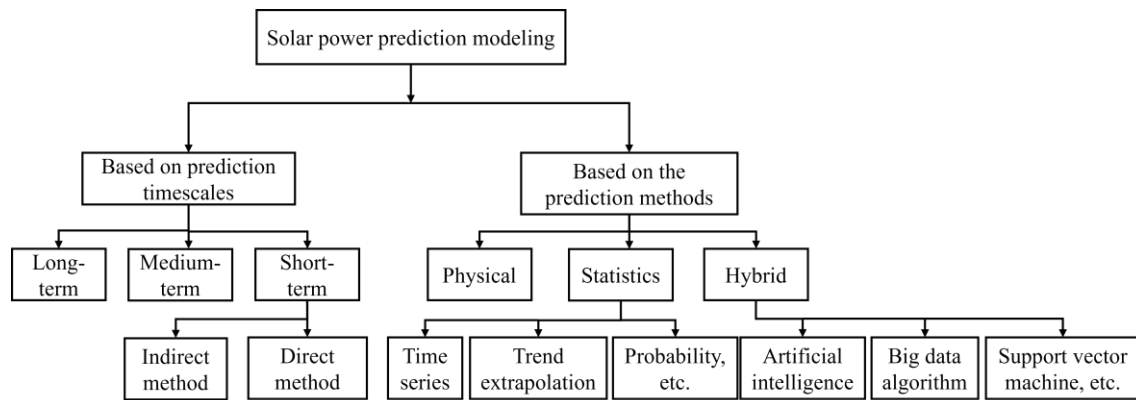 Solar power prediction modeling
Based on prediction
timescales
Based on the
prediction methods
Long-
term
Medium-
term
Short-
term
Physical
Statistics
Hybrid
Indirect
method
Direct
method
Time
series
Trend
extrapolation
Probability,
etc.
Artificial
intelligence
Big data
algorithm
Support vector
machine, etc.